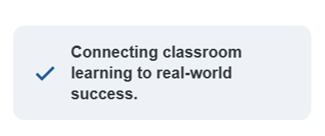 Connecting classroom
learning to real-world
success.